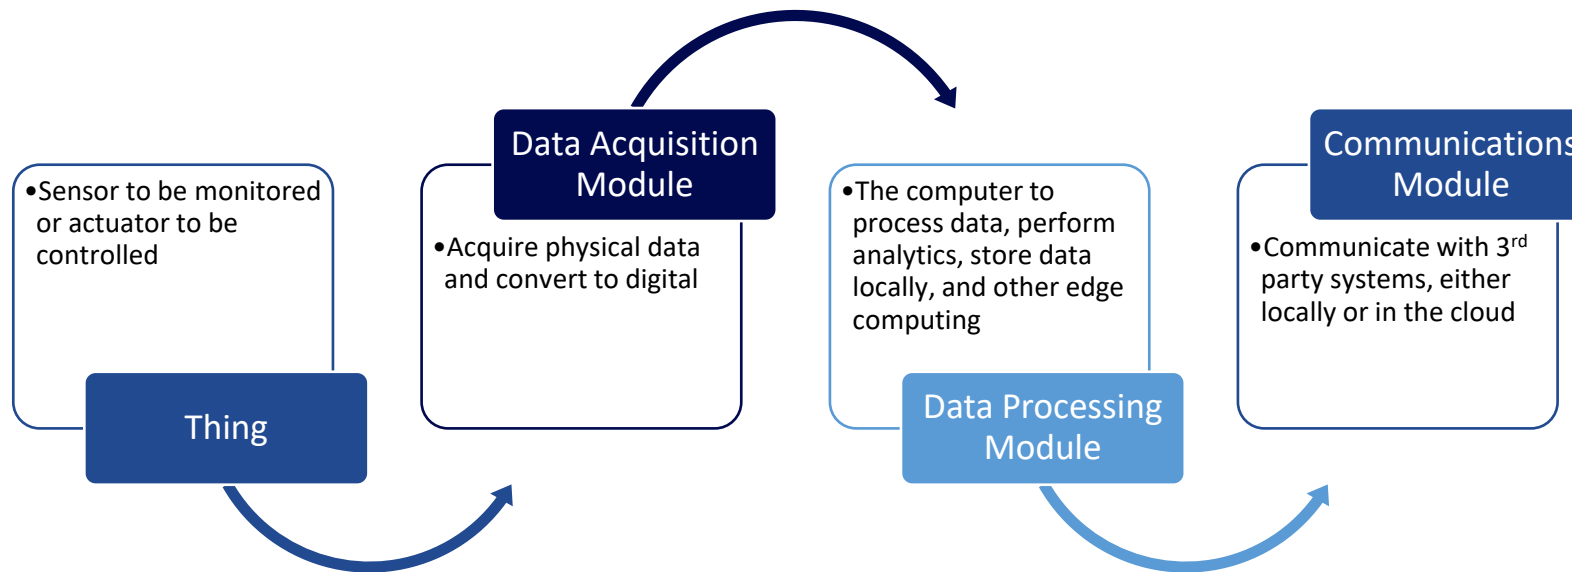 •Sensor to be monitored
or actuator to be
controlled
Thing
Data Acquisition
Module
•Acquire physical data
and convert to digital
•The computer to
process data, perform
analytics, store data
locally, and other edge
computing
Data Processing
Module
Communications
Module
•Communicate with 3rd
party systems, either
locally or in the cloud